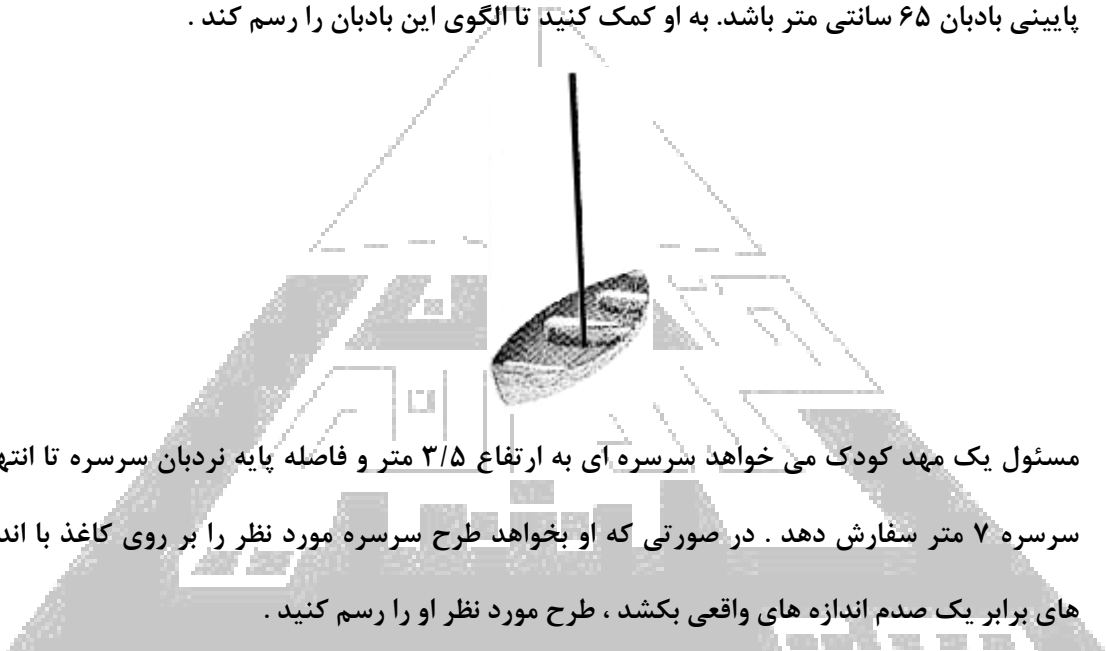 پایینی بادبان ۶۵ سانتی متر باشد. به او کمک کنید تا الگوی این بادبان را رسم کند .
مسئول یک مهد کودک می خواهد سرسره ای به ارتفاع ۳/۵ متر و فاصله پایه نردبان سرسره تا
سرسره ۷ متر سفارش دهد . در صورتی که او بخواهد طرح سرسره مورد نظر را بر روی کاغذ با
های برابر یک صدم اندازه های واقعی بکشد ، طرح مورد نظر او را رسم کنید .